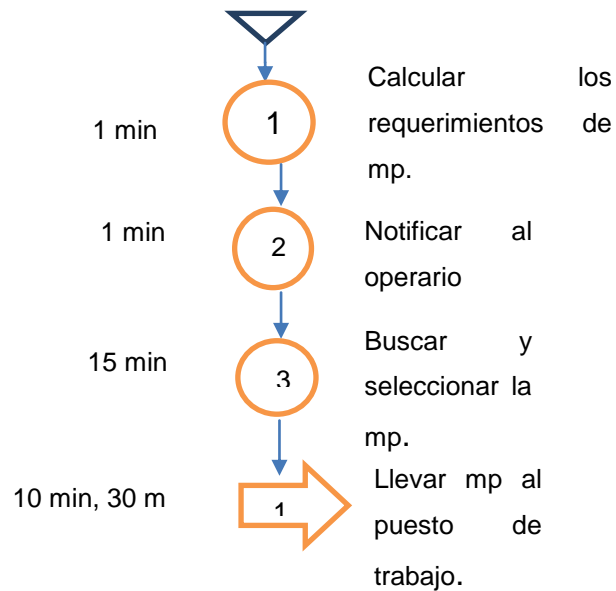 1 min
1
Calcular los
requerimientos de
mp.
1 min
2
Notificar al
operario
15 min
3
Buscar y
seleccionar la
mp.
10 min, 30 m
1
Llevar mp al
puesto de
trabajo.